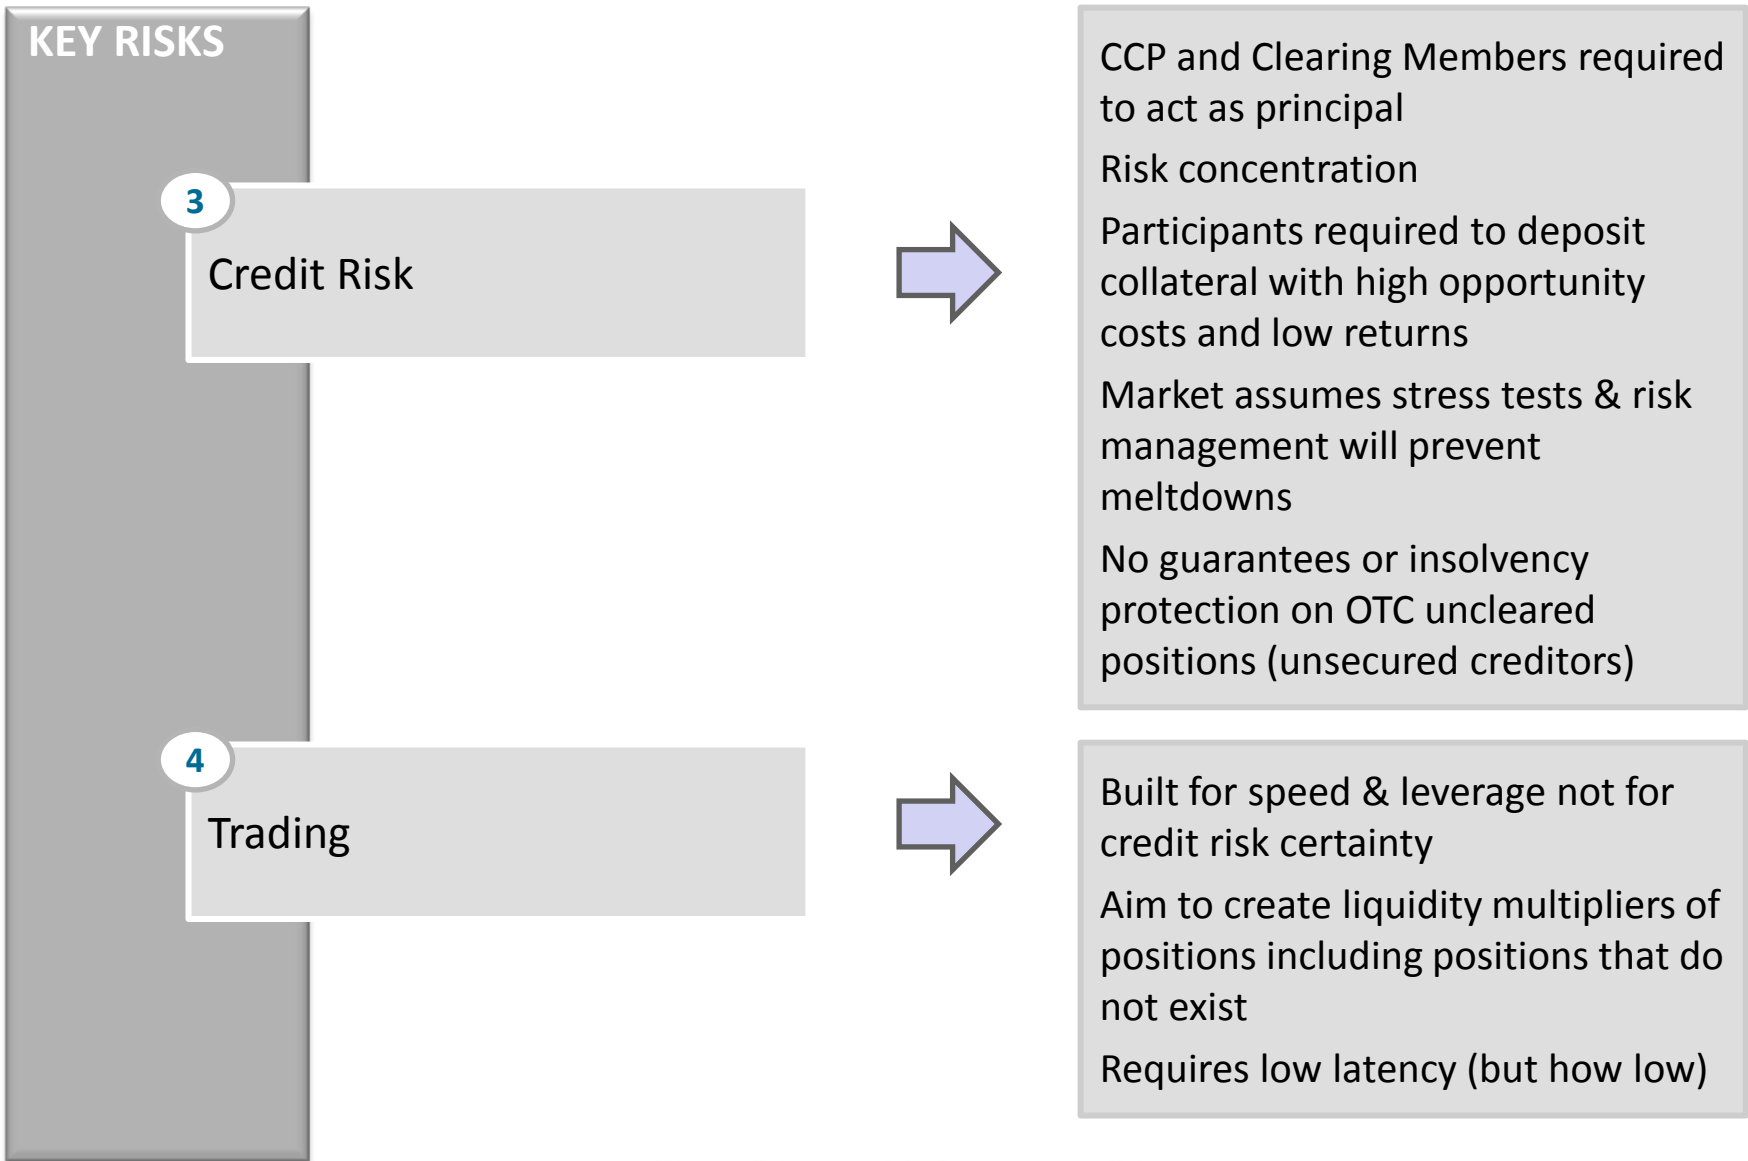 KEY RISKS
3
Credit Risk
CCP and Clearing Members required
to act as principal
Risk concentration
Participants required to deposit
collateral with high opportunity
costs and low returns
Market assumes stress tests & risk
management will prevent
meltdowns
No guarantees or insolvency
protection on OTC uncleared
positions (unsecured creditors)
4
Trading
Built for speed & leverage not for
credit risk certainty
Aim to create liquidity multipliers of
positions including positions that do
not exist
Requires low latency (but how low)